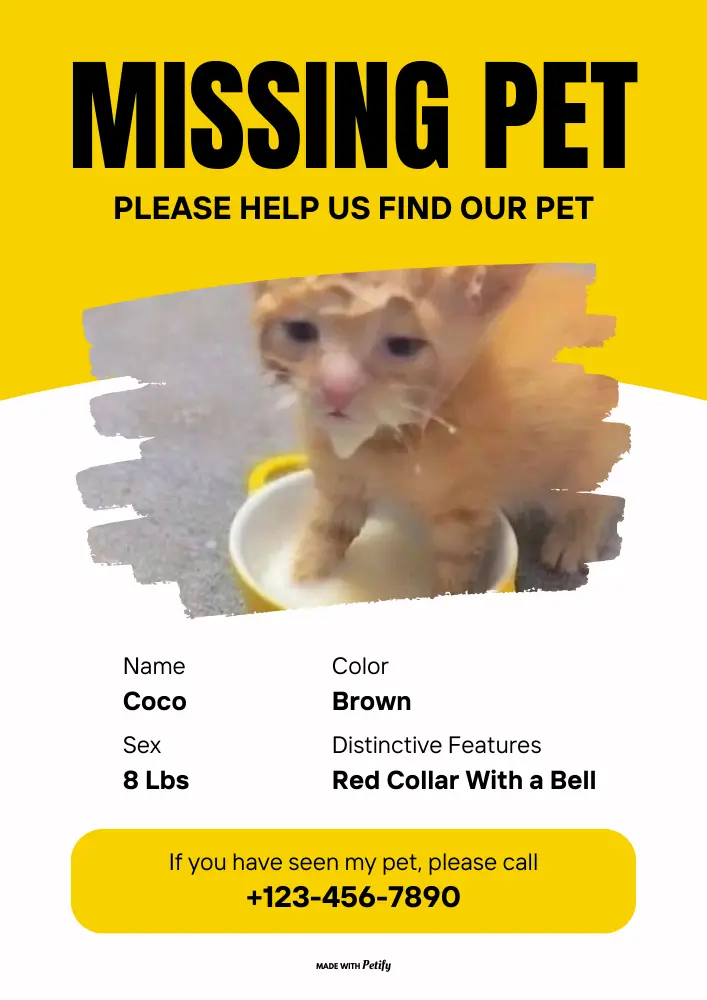 MISSING PET
PLEASE HELP US FIND OUR PET
Name
Coco
Color
Brown
Sex
8 Lbs
Distinctive Features
Red Collar With a Bell
If you have seen my pet, please call
+123-456-7890
MADE WITH Petify